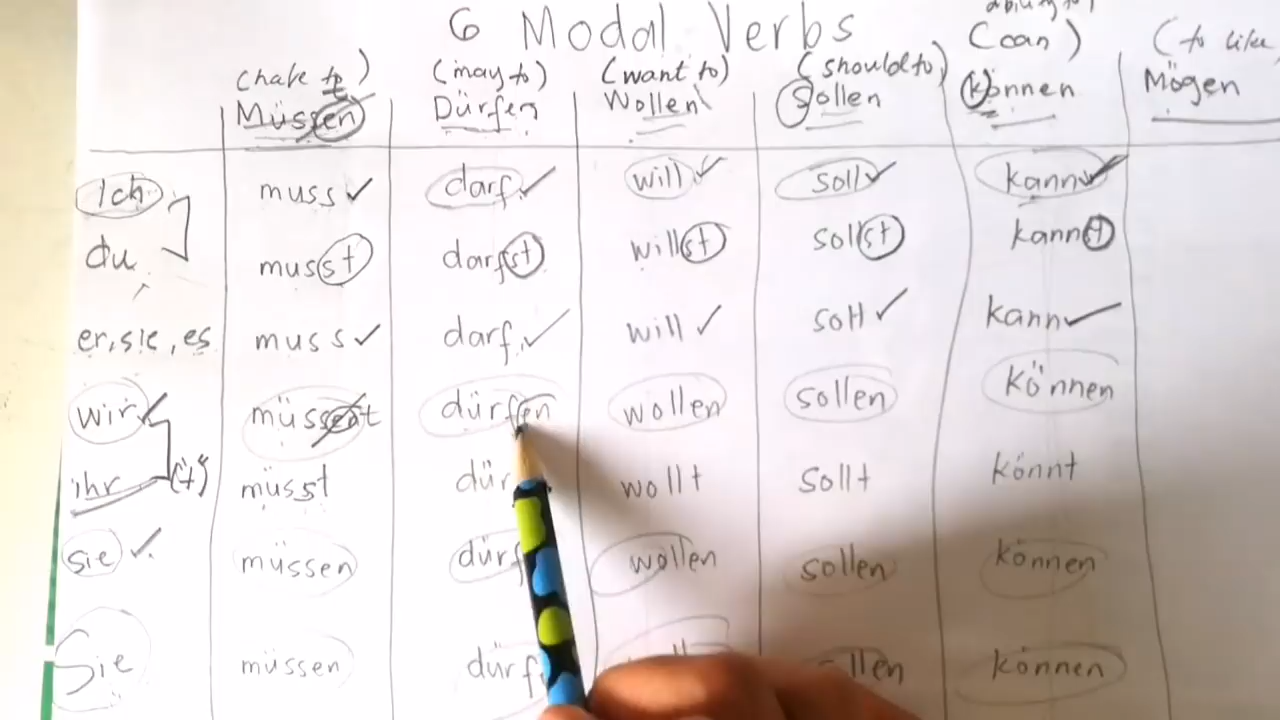 6 Modal Verbs
(have to) (may to) (want to) (should to) (can) (to like
Müssen Dürfen Wollen Sollen Können Mögen
Ich muss darf will soll kann
du musst darfst willst sollst kannst
er, sie, es muss darf will soll kann
wir dürfen wollen sollen können
ihr ("t") müsst wollt sollt könnt
sie müssen wollen sollen können
Sie müssen können